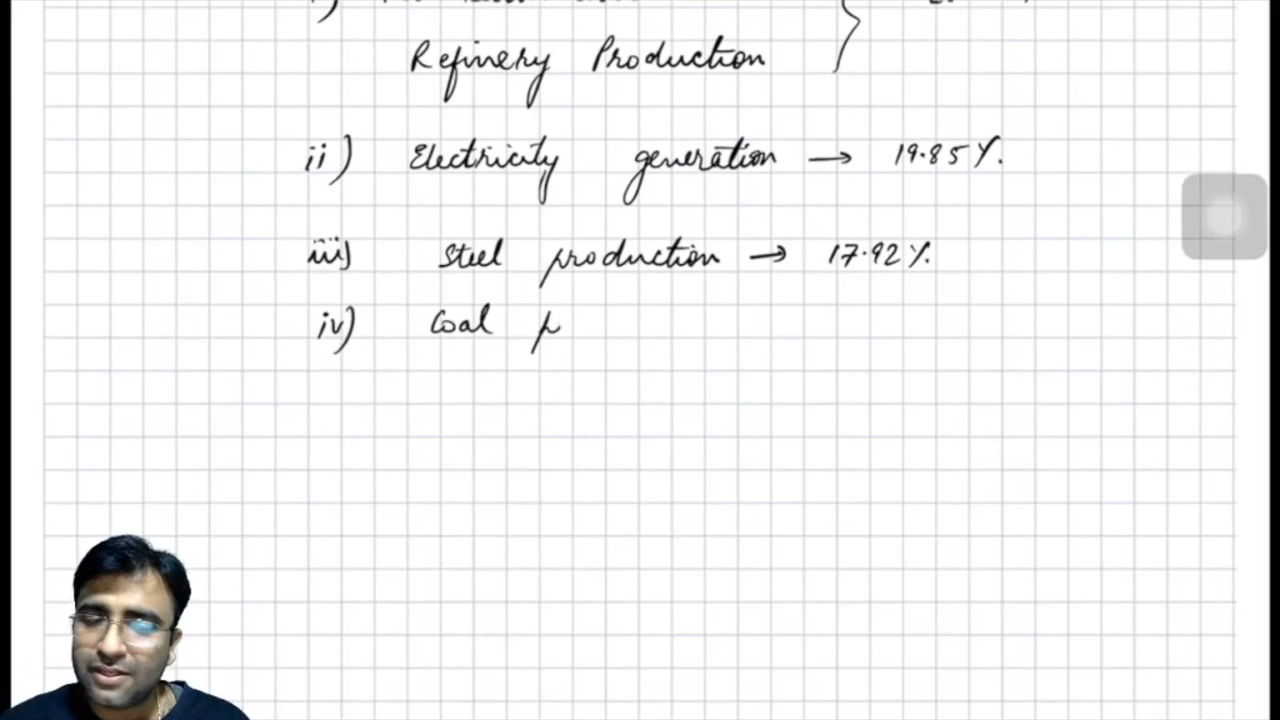 Refinery Production
ii) Electricity generation → 19.85%.
iii) Steel production → 17.92%.
iv) Coal p